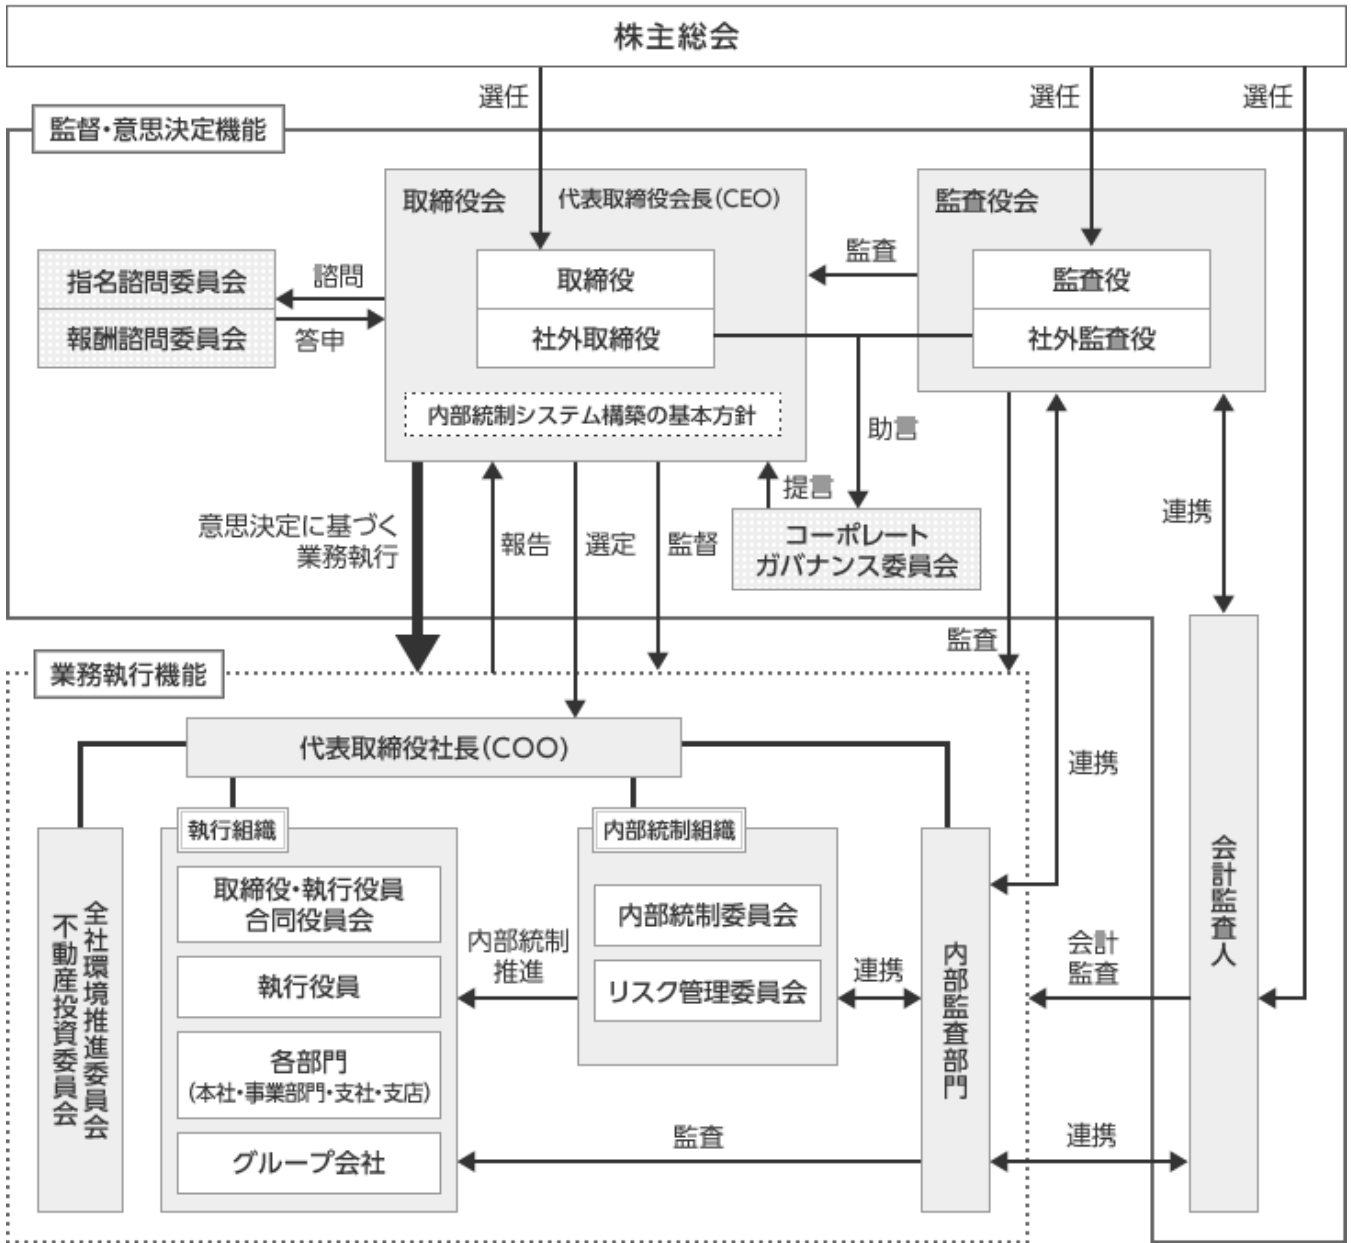 株主総会
選任
選任
選任
監督・意思決定機能
取締役会
代表取締役会長(CEO)
監査役会
監査
指名諮問委員会
報酬諮問委員会
諮問
答申
取締役
社外取締役
監査役
社外監査役
内部統制システム構築の基本方針
助言
提言
コーポレート
ガバナンス委員会
連携
意思決定に基づく
業務執行
報告
選定
監督
監査
業務執行機能
代表取締役社長(COO)
連携
執行組織
内部統制組織
全社環境推進委員会
不動産投資委員会
取締役・執行役員
合同役員会
執行役員
各部門
(本社・事業部門・支社・支店)
グループ会社
内部統制
推進
内部統制委員会
リスク管理委員会
連携
内部監査部門
会計
監査
会計監査人
監査
連携